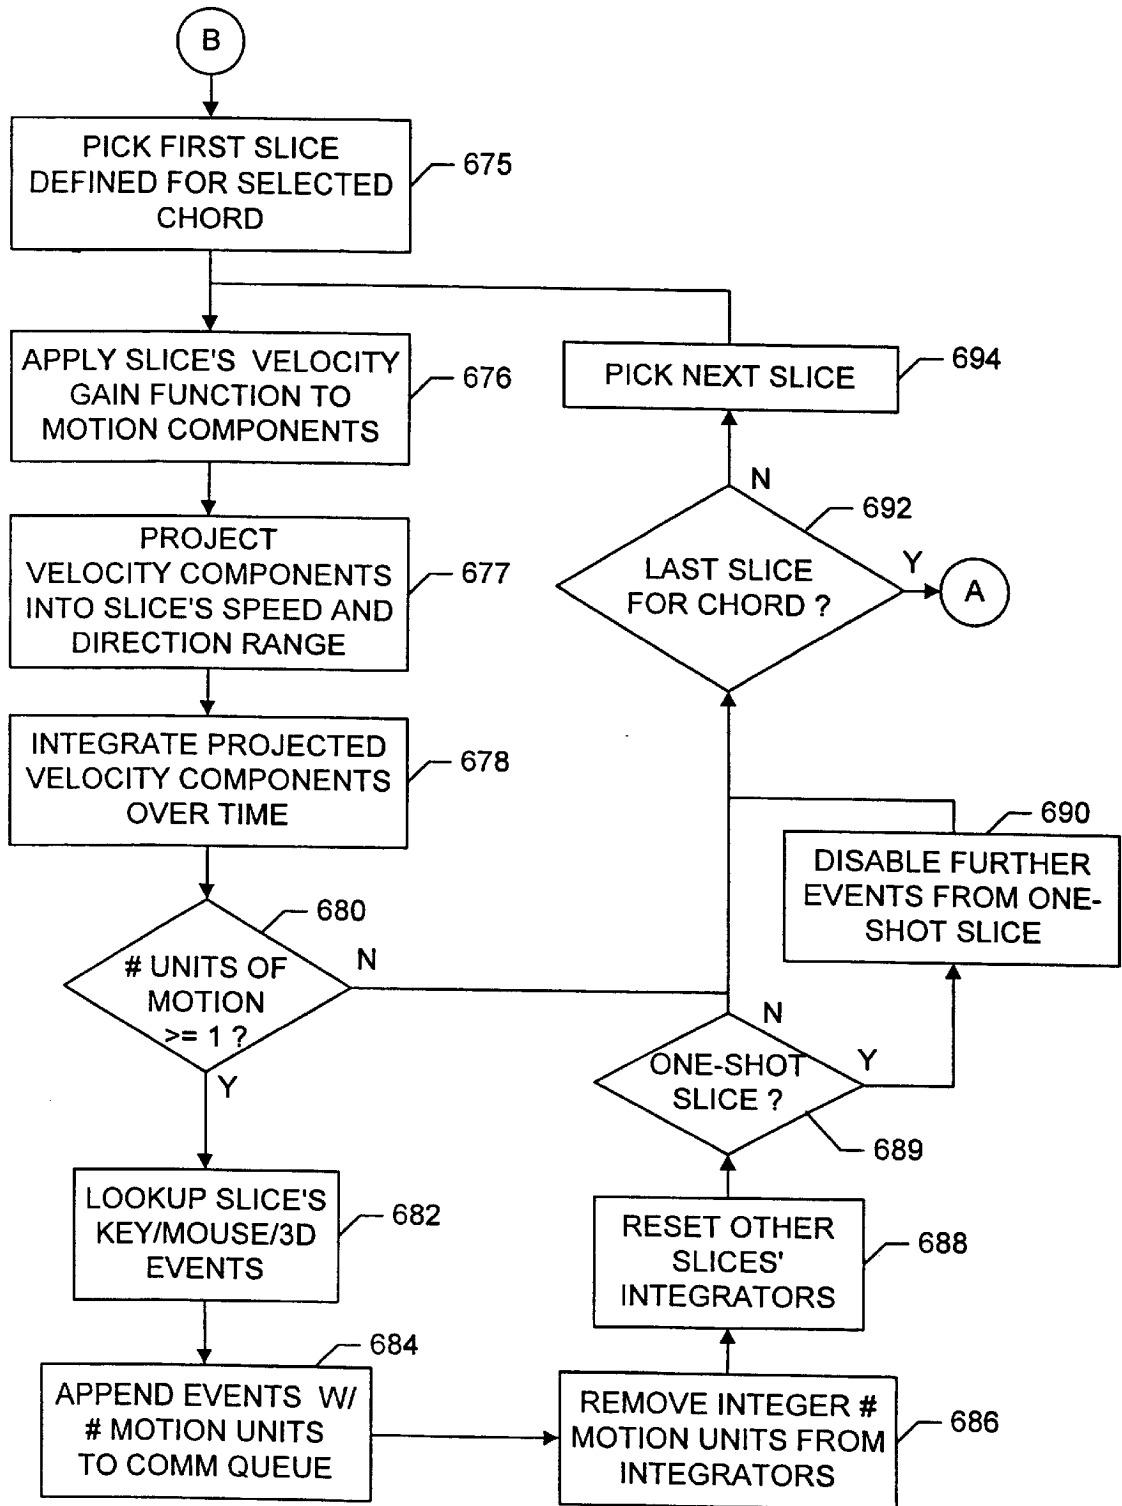 B
PICK FIRST SLICE
DEFINED FOR SELECTED
CHORD
675
APPLY SLICE'S VELOCITY
GAIN FUNCTION TO
MOTION COMPONENTS
676
PROJECT
VELOCITY COMPONENTS
INTO SLICE'S SPEED AND
DIRECTION RANGE
677
INTEGRATE PROJECTED
VELOCITY COMPONENTS
OVER TIME
678
# UNITS OF
MOTION
>= 1 ?
680
N
Y
LOOKUP SLICE'S
KEY/MOUSE/3D
EVENTS
682
APPEND EVENTS W/
# MOTION UNITS
TO COMM QUEUE
684
REMOVE INTEGER #
MOTION UNITS FROM
INTEGRATORS
686
RESET OTHER
SLICES'
INTEGRATORS
688
ONE-SHOT
SLICE ?
689
N
Y
DISABLE FURTHER
EVENTS FROM ONE-
SHOT SLICE
690
LAST SLICE
FOR CHORD ?
692
N
Y
A
PICK NEXT SLICE
694